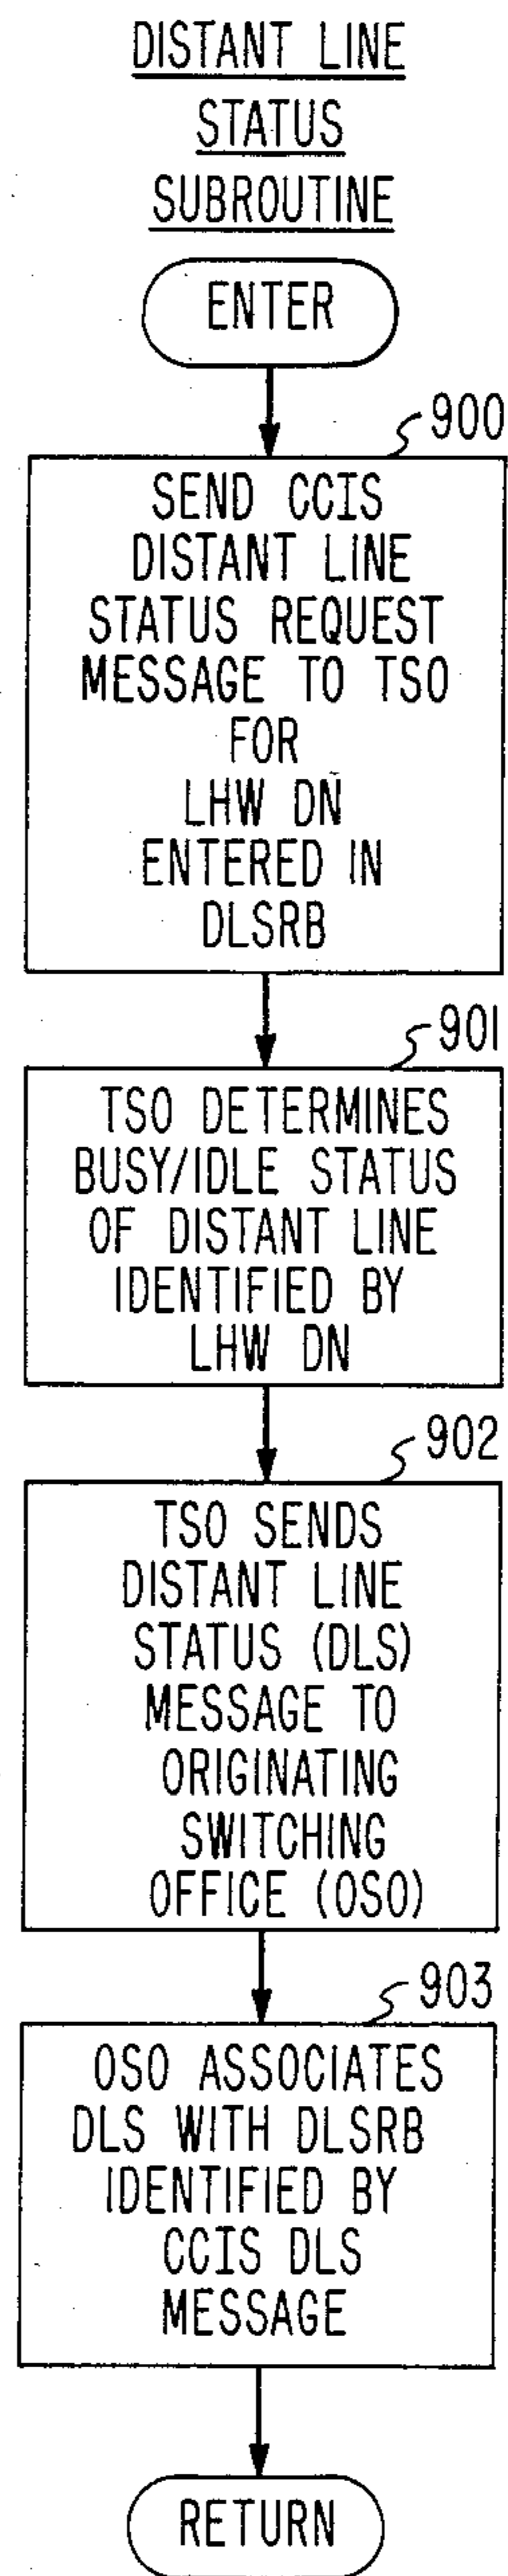 DISTANT LINE
STATUS
SUBROUTINE
ENTER
900
SEND CCIS
DISTANT LINE
STATUS REQUEST
MESSAGE TO TSO
FOR
LHW DN
ENTERED IN
DLSRB
901
TSO DETERMINES
BUSY/IDLE STATUS
OF DISTANT LINE
IDENTIFIED BY
LHW DN
902
TSO SENDS
DISTANT LINE
STATUS (DLS)
MESSAGE TO
ORIGINATING
SWITCHING
OFFICE (OSO)
903
OSO ASSOCIATES
DLS WITH DLSRB
IDENTIFIED BY
CCIS DLS
MESSAGE
RETURN